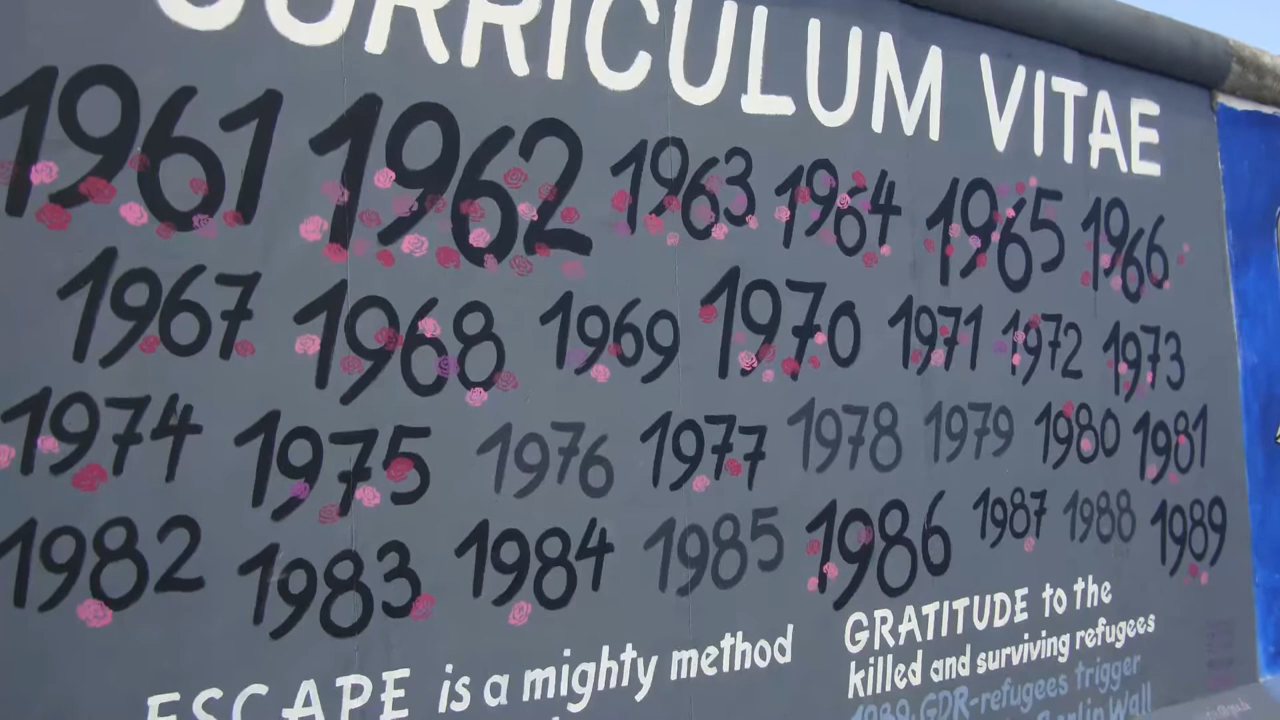 CURRICULUM VITAE
1961 1962 1963 1964 1965 1966
1967 1968 1969 1970 1971 1972 1973
1974 1975 1976 1977 1978 1979 1980 1981
1982 1983 1984 1985 1986 1987 1988 1989
ESCAPE is a mighty method
GRATITUDE to the
killed and surviving refugees
1989 GDR-refugees trigger
Berlin Wall